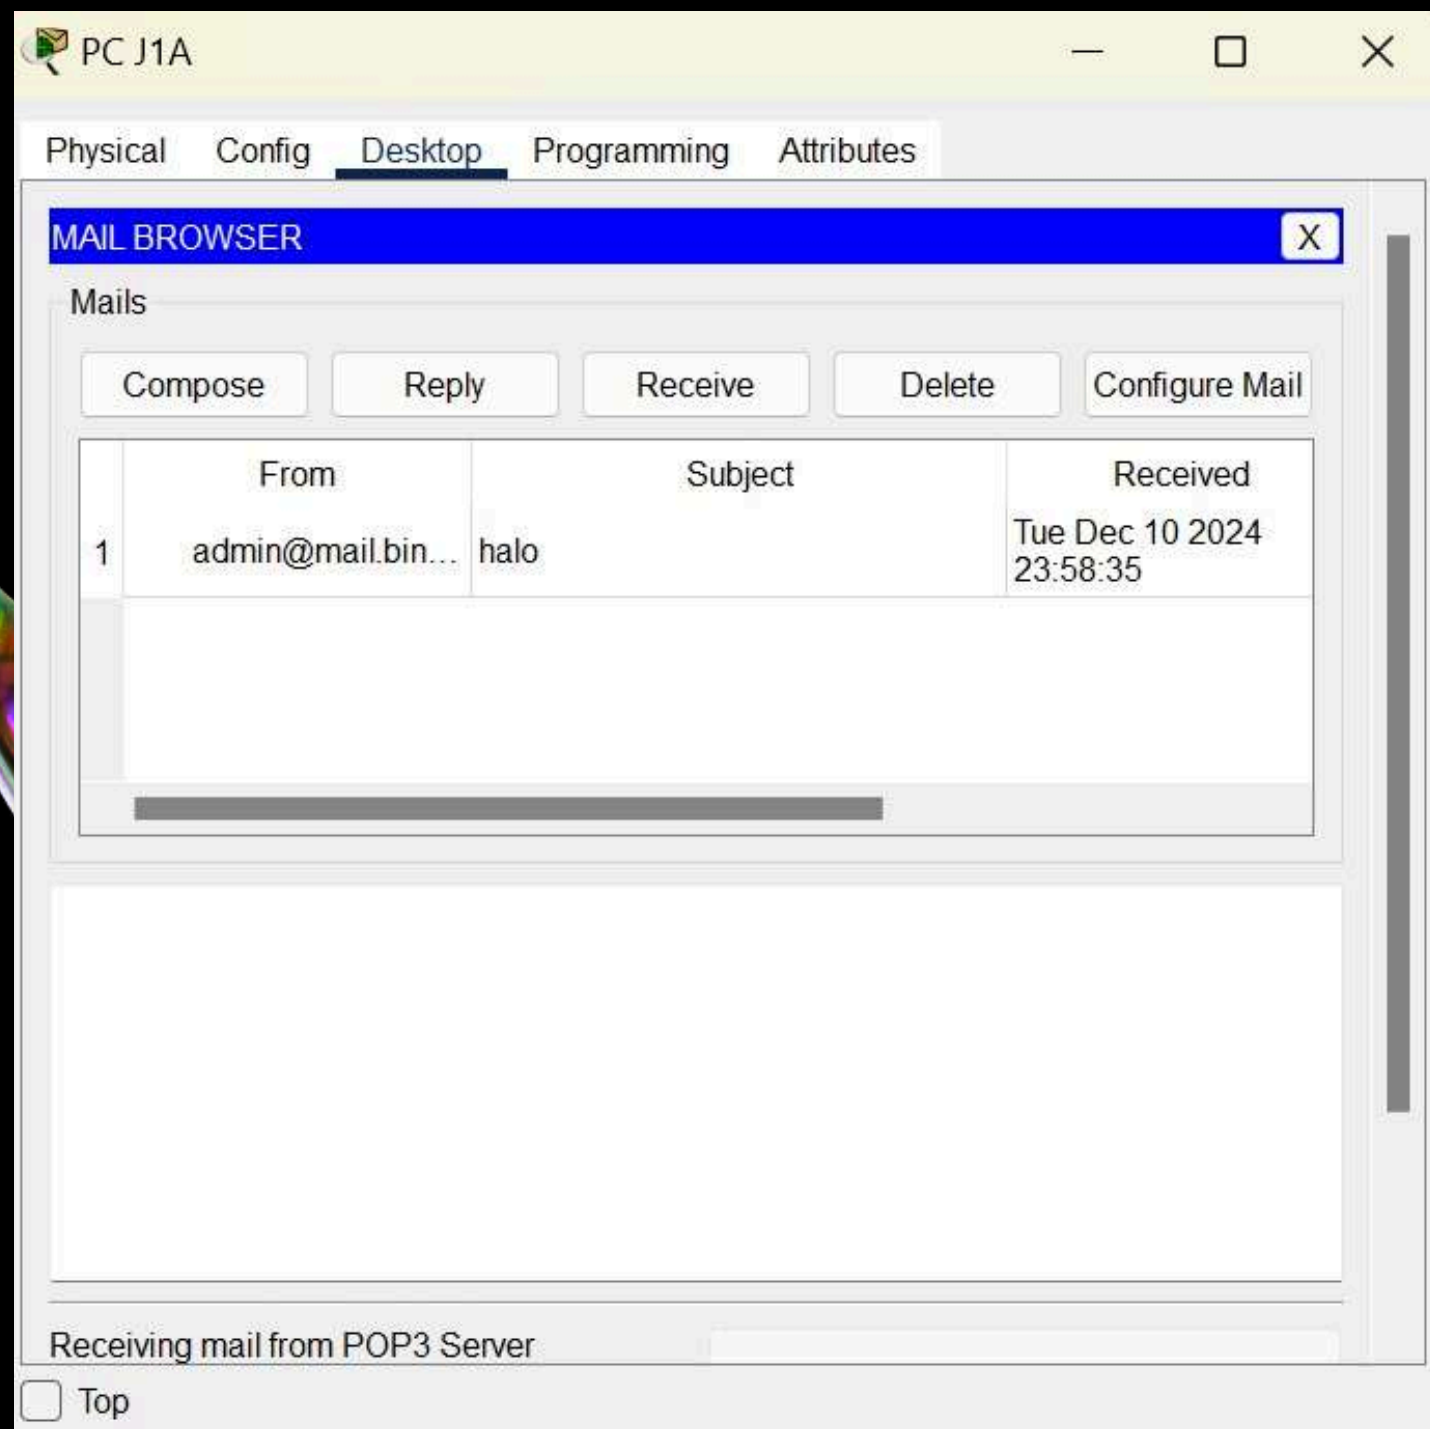 PC J1A
Physical Config Desktop Programming Attributes
MAIL BROWSER X
Mails
Compose Reply Receive Delete Configure Mail
From Subject Received
1 admin@mail.bin... halo Tue Dec 10 2024
23:58:35
Receiving mail from POP3 Server
Top